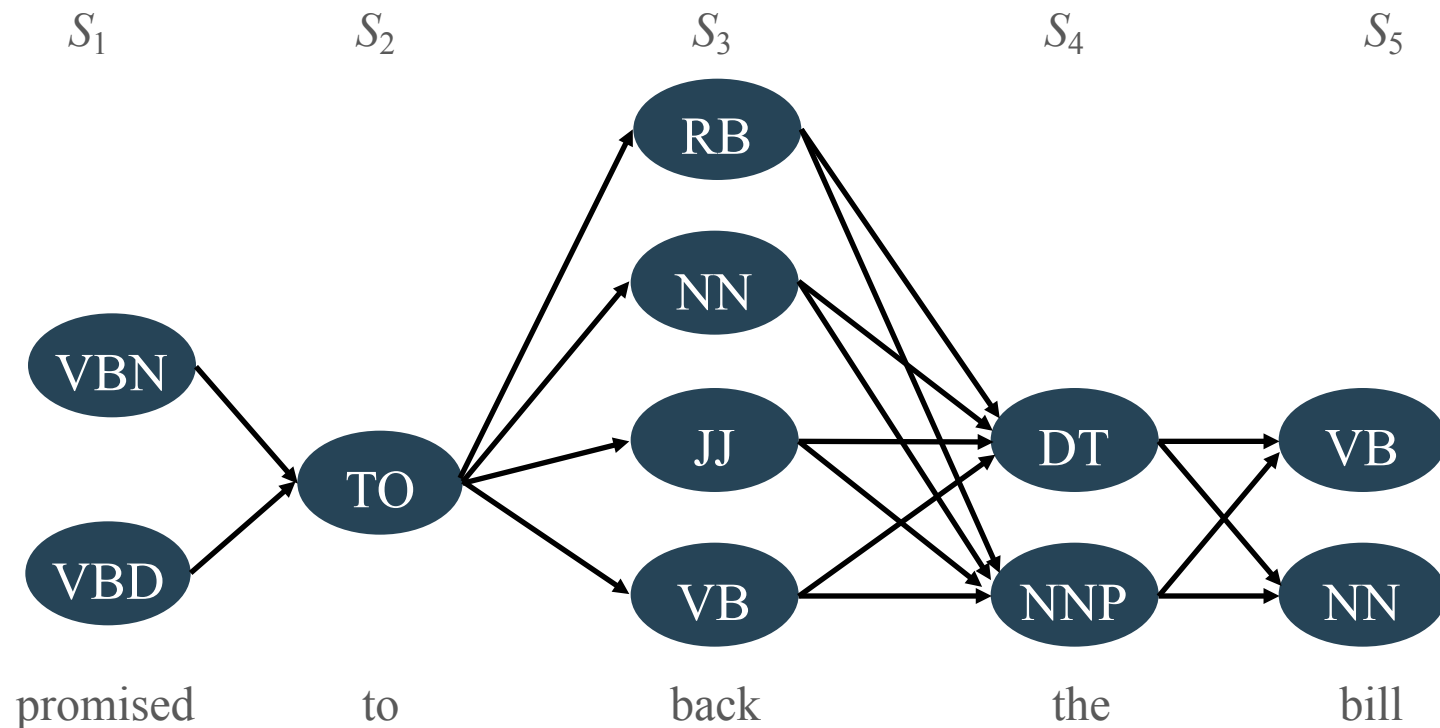 S1 S2 S3 S4 S5
RB
NN
VBN
JJ DT VB
TO
VBD
VB NNP NN
promised to back the bill